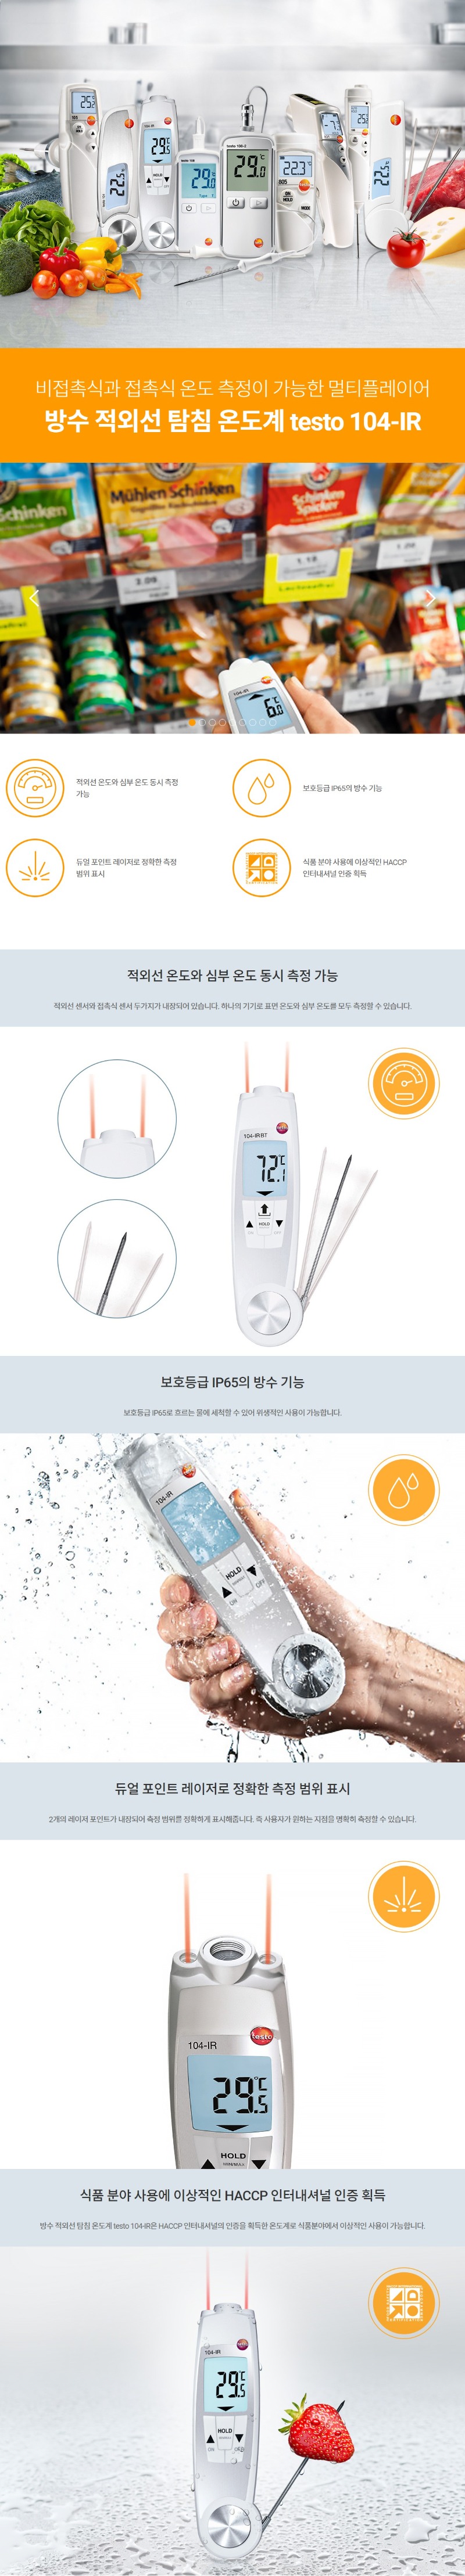 비접촉식과 접촉식 온도 측정이 가능한 멀티플레이어
방수 적외선 탐침 온도계 testo 104-IR
Mühlen Schinken
Schinken
Spicker
104-IR
6.0
적외선 온도와 심부 온도 동시 측정
가능
보호등급 IP65의 방수 기능
듀얼 포인트 레이저로 정확한 측정
범위 표시
식품 분야 사용에 이상적인 HACCP
인터내셔널 인증 획득
적외선 온도와 심부 온도 동시 측정 가능
적외선 센서와 접촉식 센서 두가지가 내장되어 있습니다. 하나의 기기로 표면 온도와 심부 온도를 모두 측정할 수 있습니다.
104-IR RT
72.1°C
HOLD
보호등급 IP65의 방수 기능
보호등급 IP65로 흐르는 물에 세척할 수 있어 위생적인 사용이 가능합니다.
104-IR
HOLD
ON
OFF
듀얼 포인트 레이저로 정확한 측정 범위 표시
2개의 레이저 포인트가 내장되어 측정 범위를 정확하게 표시해줍니다. 즉 사용자가 원하는 지점을 명확히 측정할 수 있습니다.
testo
104-IR
29.5°C
HOLD
식품 분야 사용에 이상적인 HACCP 인터내셔널 인증 획득
방수 적외선 탐침 온도계 testo 104-IR은 HACCP 인터내셔널의 인증을 획득한 온도계로 식품분야에서 이상적인 사용이 가능합니다.
104-IR
29.5°C
HOLD